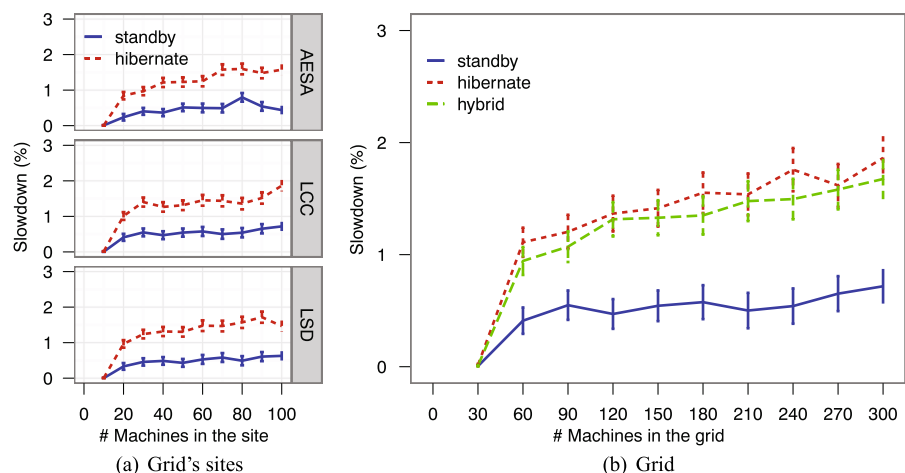 standby
hibernate
AESA
LCC
LSD
3
2
1
0
3
2
1
0
3
2
1
0
Slowdown (%)
Slowdown (%)
Slowdown (%)
0 20 40 60 80 100
# Machines in the site
(a) Grid's sites
standby
hibernate
hybrid
3
2
1
0
Slowdown (%)
0 30 60 90 120 150 180 210 240 270 300
# Machines in the grid
(b) Grid